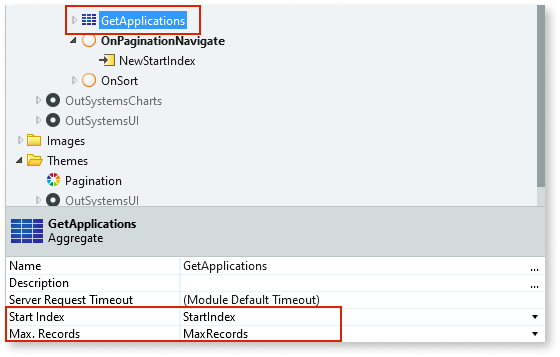 GetApplications
OnPaginationNavigate
NewStartIndex
OnSort
OutSystemsCharts
OutSystemsUI
Images
Themes
Pagination
OutSystemsUI
GetApplications
Aggregate
Name GetApplications ...
Description ...
Server Request Timeout (Module Default Timeout)
Start Index StartIndex
Max. Records MaxRecords